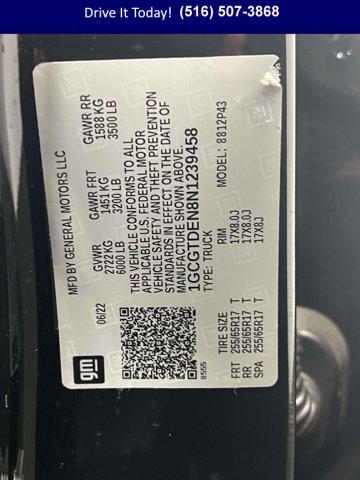 Drive It Today! (516) 507-3868
MFD BY GENERAL MOTORS LLC
GVWR GAWR FRT GAWR RR
2722 KG 1451 KG 1588 KG
6000 LB 3200 LB 3500 LB
THIS VEHICLE CONFORMS TO ALL
APPLICABLE U.S. FEDERAL MOTOR
VEHICLE SAFETY AND THEFT PREVENTION
STANDARDS IN EFFECT ON THE DATE OF
MANUFACTURE SHOWN ABOVE.
1GCGTDEN8N1239458
TYPE: TRUCK MODEL: 8812P43
06/22
gm
8555
TIRE SIZE RIM
FRT 255/65R17 T 17X8.0J
RR 255/65R17 T 17X8.0J
SPA 255/65R17 T 17X8J